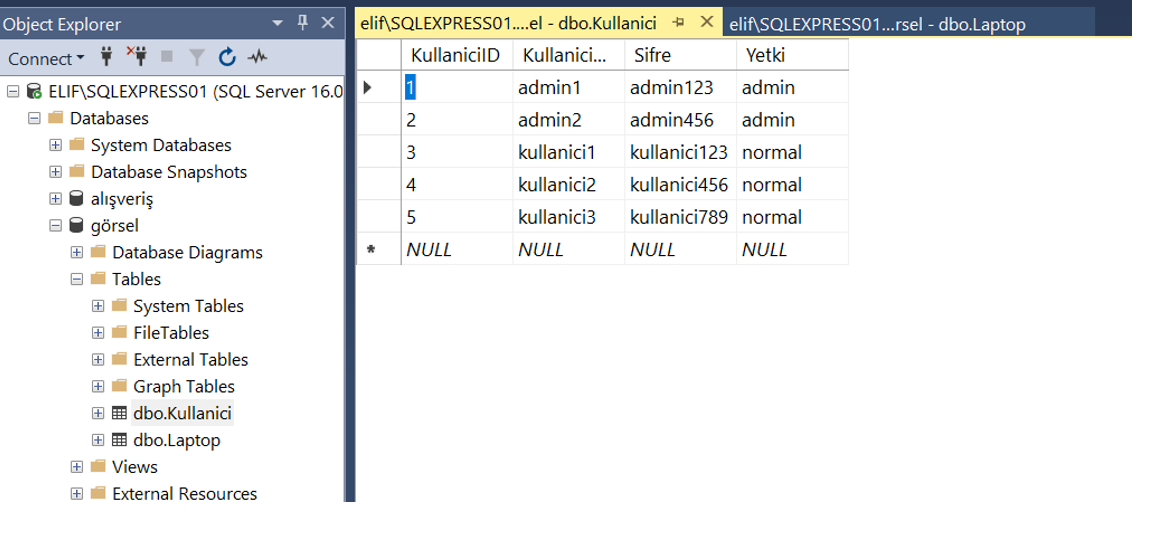 Object Explorer
Connect
ELIF\SQLEXPRESS01 (SQL Server 16.0
Databases
System Databases
Database Snapshots
alışveriş
görsel
Database Diagrams
Tables
System Tables
FileTables
External Tables
Graph Tables
dbo.Kullanici
dbo.Laptop
Views
External Resources
elif\SQLEXPRESS01....el - dbo.Kullanici
elif\SQLEXPRESS01...rsel - dbo.Laptop
KullaniciID Kullanici... Sifre Yetki
1 admin1 admin123 admin
2 admin2 admin456 admin
3 kullanici1 kullanici123 normal
4 kullanici2 kullanici456 normal
5 kullanici3 kullanici789 normal
* NULL NULL NULL NULL